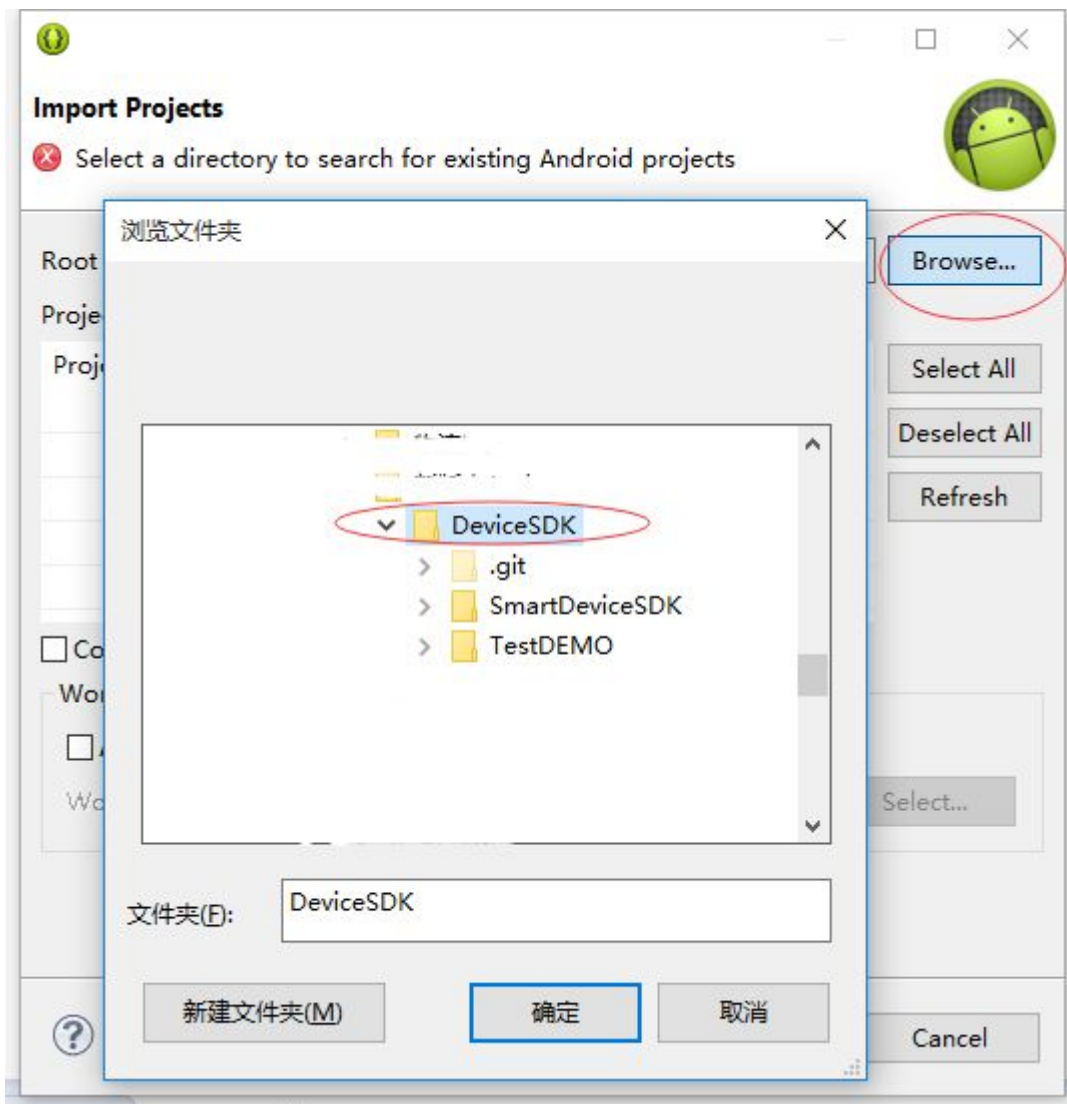 Import Projects
Select a directory to search for existing Android projects
浏览文件夹
Root
Browse...
Proje
Proj
Select All
Deselect All
Refresh
DeviceSDK
.git
SmartDeviceSDK
TestDEMO
Co
Wo
Select...
文件夹(F):
DeviceSDK
新建文件夹(M)
确定
取消
Cancel